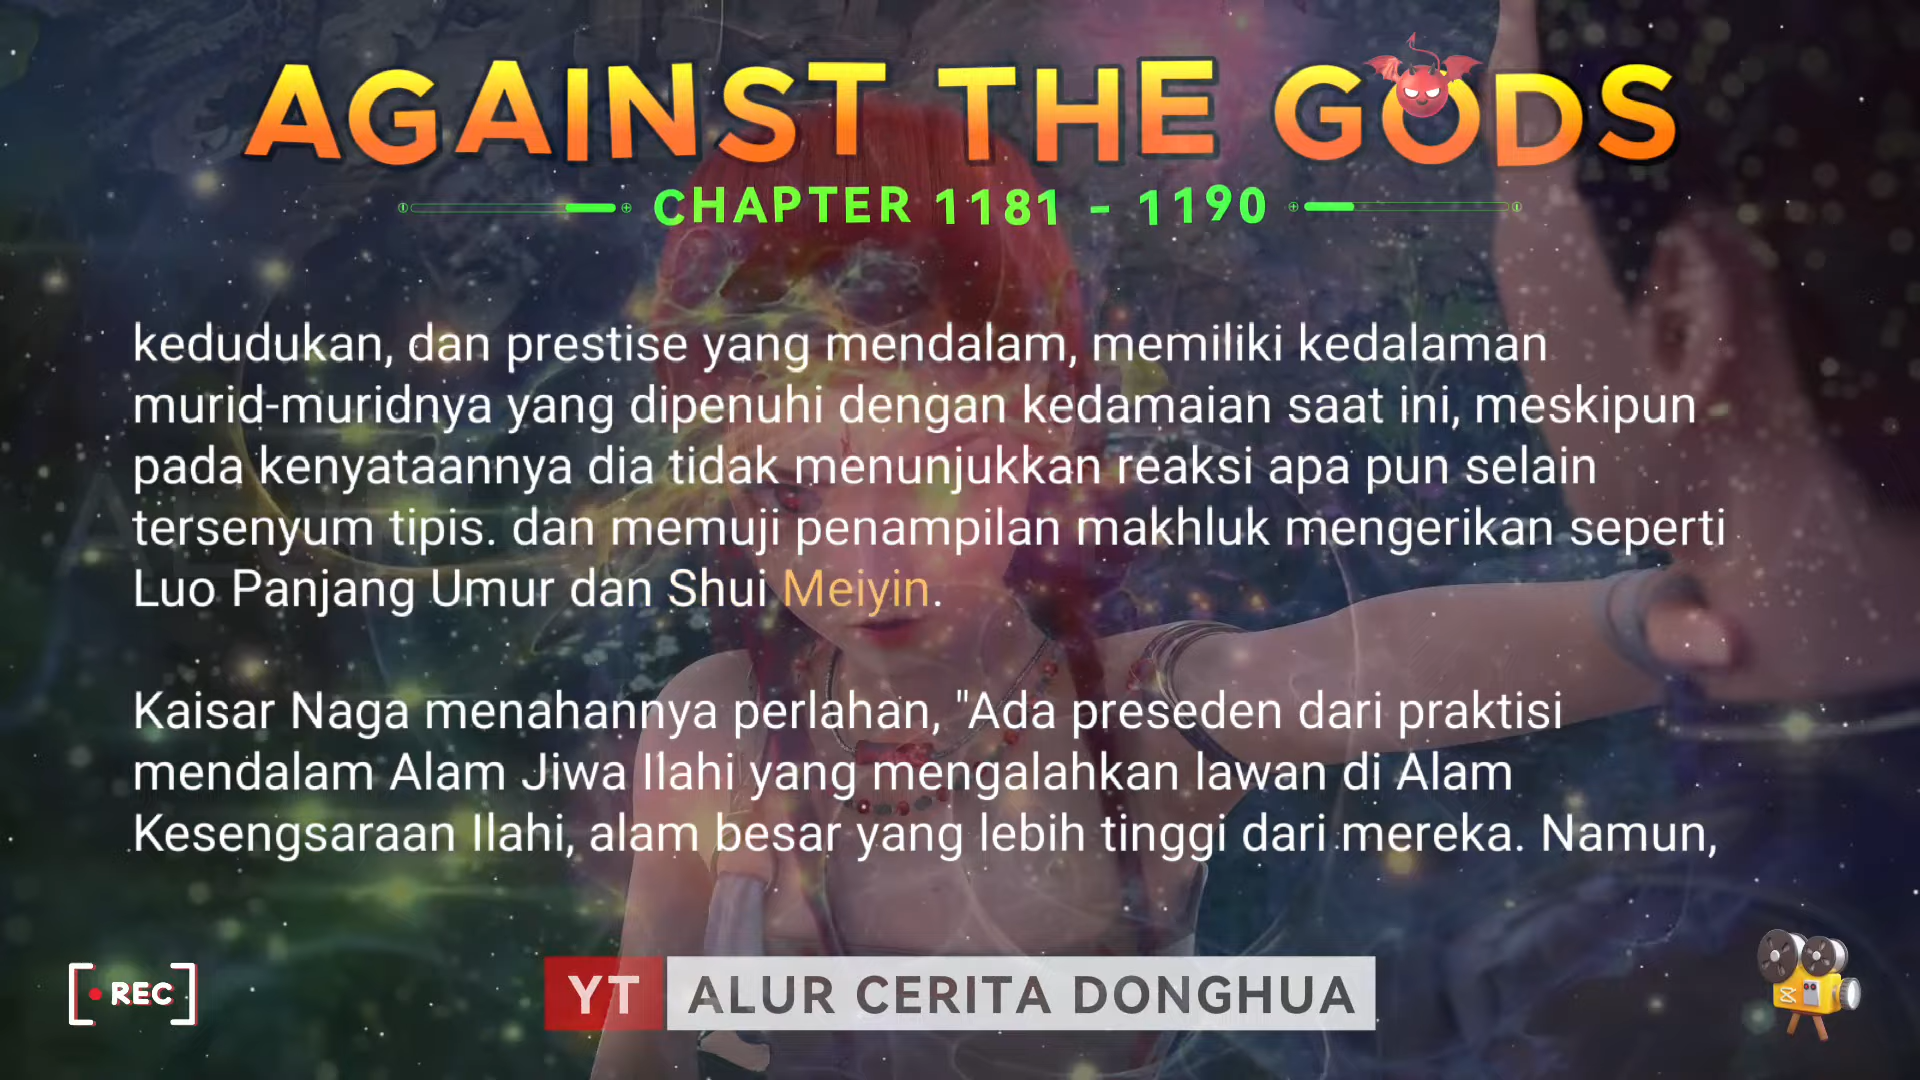 AGAINST THE GODS
CHAPTER 1181 - 1190
kedudukan, dan prestise yang mendalam, memiliki kedalaman
murid-muridnya yang dipenuhi dengan kedamaian saat ini, meskipun
pada kenyataannya dia tidak menunjukkan reaksi apa pun selain
tersenyum tipis. dan memuji penampilan makhluk mengerikan seperti
Luo Panjang Umur dan Shui Meiyin.
Kaisar Naga menahannya perlahan, "Ada preseden dari praktisi
mendalam Alam Jiwa Ilahi yang mengalahkan lawan di Alam
Kesengsaraan Ilahi, alam besar yang lebih tinggi dari mereka. Namun,
REC
YT ALUR CERITA DONGHUA